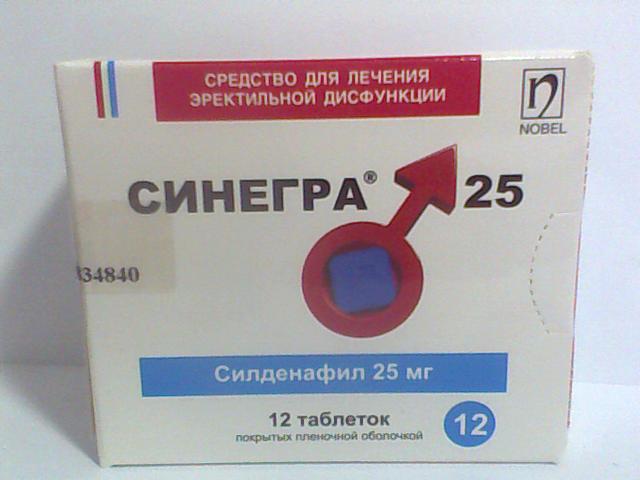 СРЕДСТВО ДЛЯ ЛЕЧЕНИЯ
ЭРЕКТИЛЬНОЙ ДИСФУНКЦИИ
NOBEL
СИНЕГРА® 25
34840
Силденафил 25 мг
12 таблеток
покрытых пленочной оболочкой
12